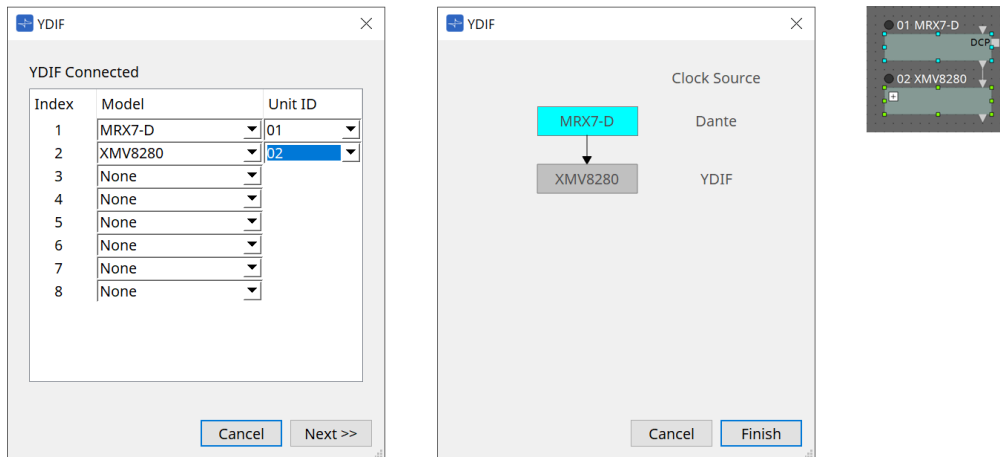 YDIF
YDIF Connected
Index Model Unit ID
1 MRX7-D 01
2 XMV8280 02
3 None
4 None
5 None
6 None
7 None
8 None
Cancel Next >>
YDIF
Clock Source
MRX7-D Dante
XMV8280 YDIF
Cancel Finish
01 MRX7-D
DCP
02 XMV8280